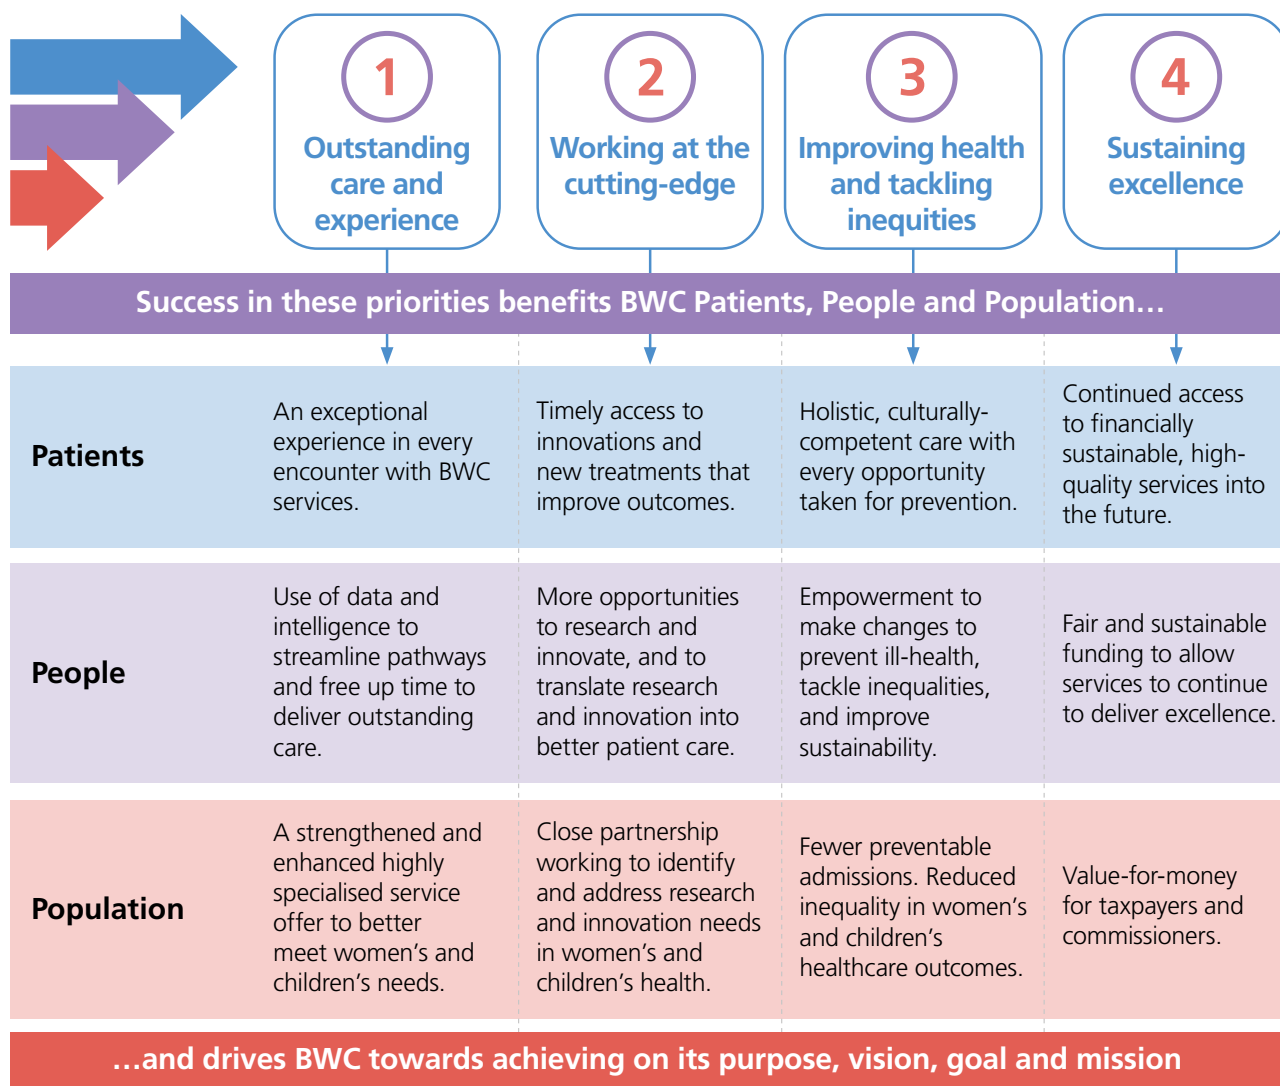 1
Outstanding
care and
experience
2
Working at the
cutting-edge
3
Improving health
and tackling
inequities
4
Sustaining
excellence
Success in these priorities benefits BWC Patients, People and Population…
Patients
An exceptional
experience in every
encounter with BWC
services.
Timely access to
innovations and
new treatments that
improve outcomes.
Holistic, culturally-
competent care with
every opportunity
taken for prevention.
Continued access
to financially
sustainable, high-
quality services into
the future.
People
Use of data and
intelligence to
streamline pathways
and free up time to
deliver outstanding
care.
More opportunities
to research and
innovate, and to
translate research
and innovation into
better patient care.
Empowerment to
make changes to
prevent ill-health,
tackle inequalities,
and improve
sustainability.
Fair and sustainable
funding to allow
services to continue
to deliver excellence.
Population
A strengthened and
enhanced highly
specialised service
offer to better
meet women’s and
children’s needs.
Close partnership
working to identify
and address research
and innovation needs
in women’s and
children’s health.
Fewer preventable
admissions. Reduced
inequality in women’s
and children’s
healthcare outcomes.
Value-for-money
for taxpayers and
commissioners.
…and drives BWC towards achieving on its purpose, vision, goal and mission